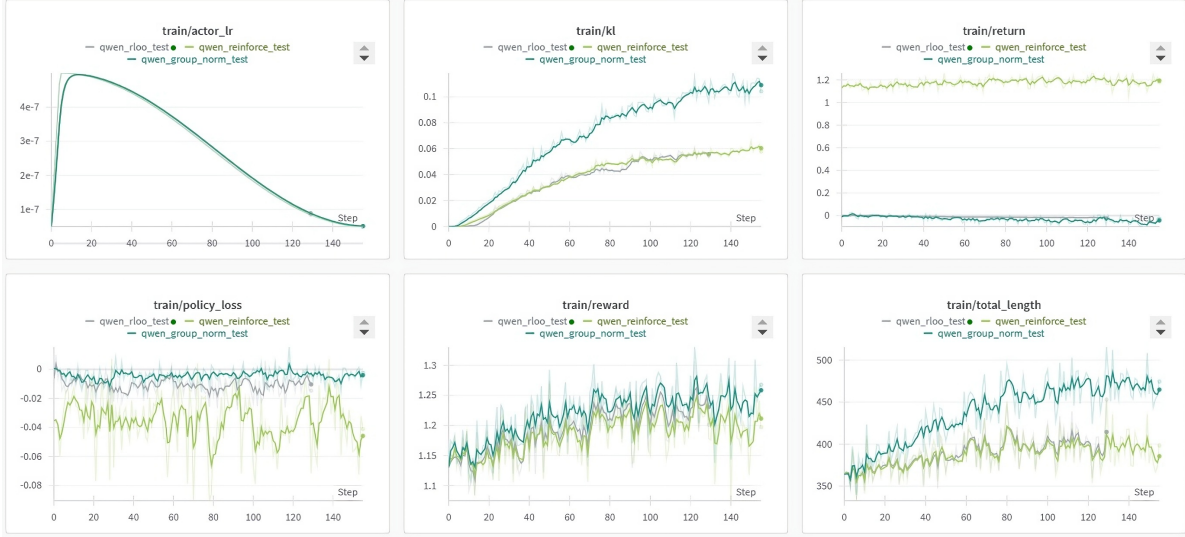 train/actor_lr
qwen_rloo_test qwen_reinforce_test
qwen_group_norm_test
4e-7
3e-7
2e-7
1e-7
Step
0 20 40 60 80 100 120 140
train/kl
qwen_rloo_test qwen_reinforce_test
qwen_group_norm_test
0.1
0.08
0.06
0.04
0.02
0
Step
0 20 40 60 80 100 120 140
train/return
qwen_rloo_test qwen_reinforce_test
qwen_group_norm_test
1.2
1
0.8
0.6
0.4
0.2
0
Step
0 20 40 60 80 100 120 140
train/policy_loss
qwen_rloo_test qwen_reinforce_test
qwen_group_norm_test
0
-0.02
-0.04
-0.06
-0.08
Step
0 20 40 60 80 100 120 140
train/reward
qwen_rloo_test qwen_reinforce_test
qwen_group_norm_test
1.3
1.25
1.2
1.15
1.1
Step
0 20 40 60 80 100 120 140
train/total_length
qwen_rloo_test qwen_reinforce_test
qwen_group_norm_test
500
450
400
350
Step
0 20 40 60 80 100 120 140